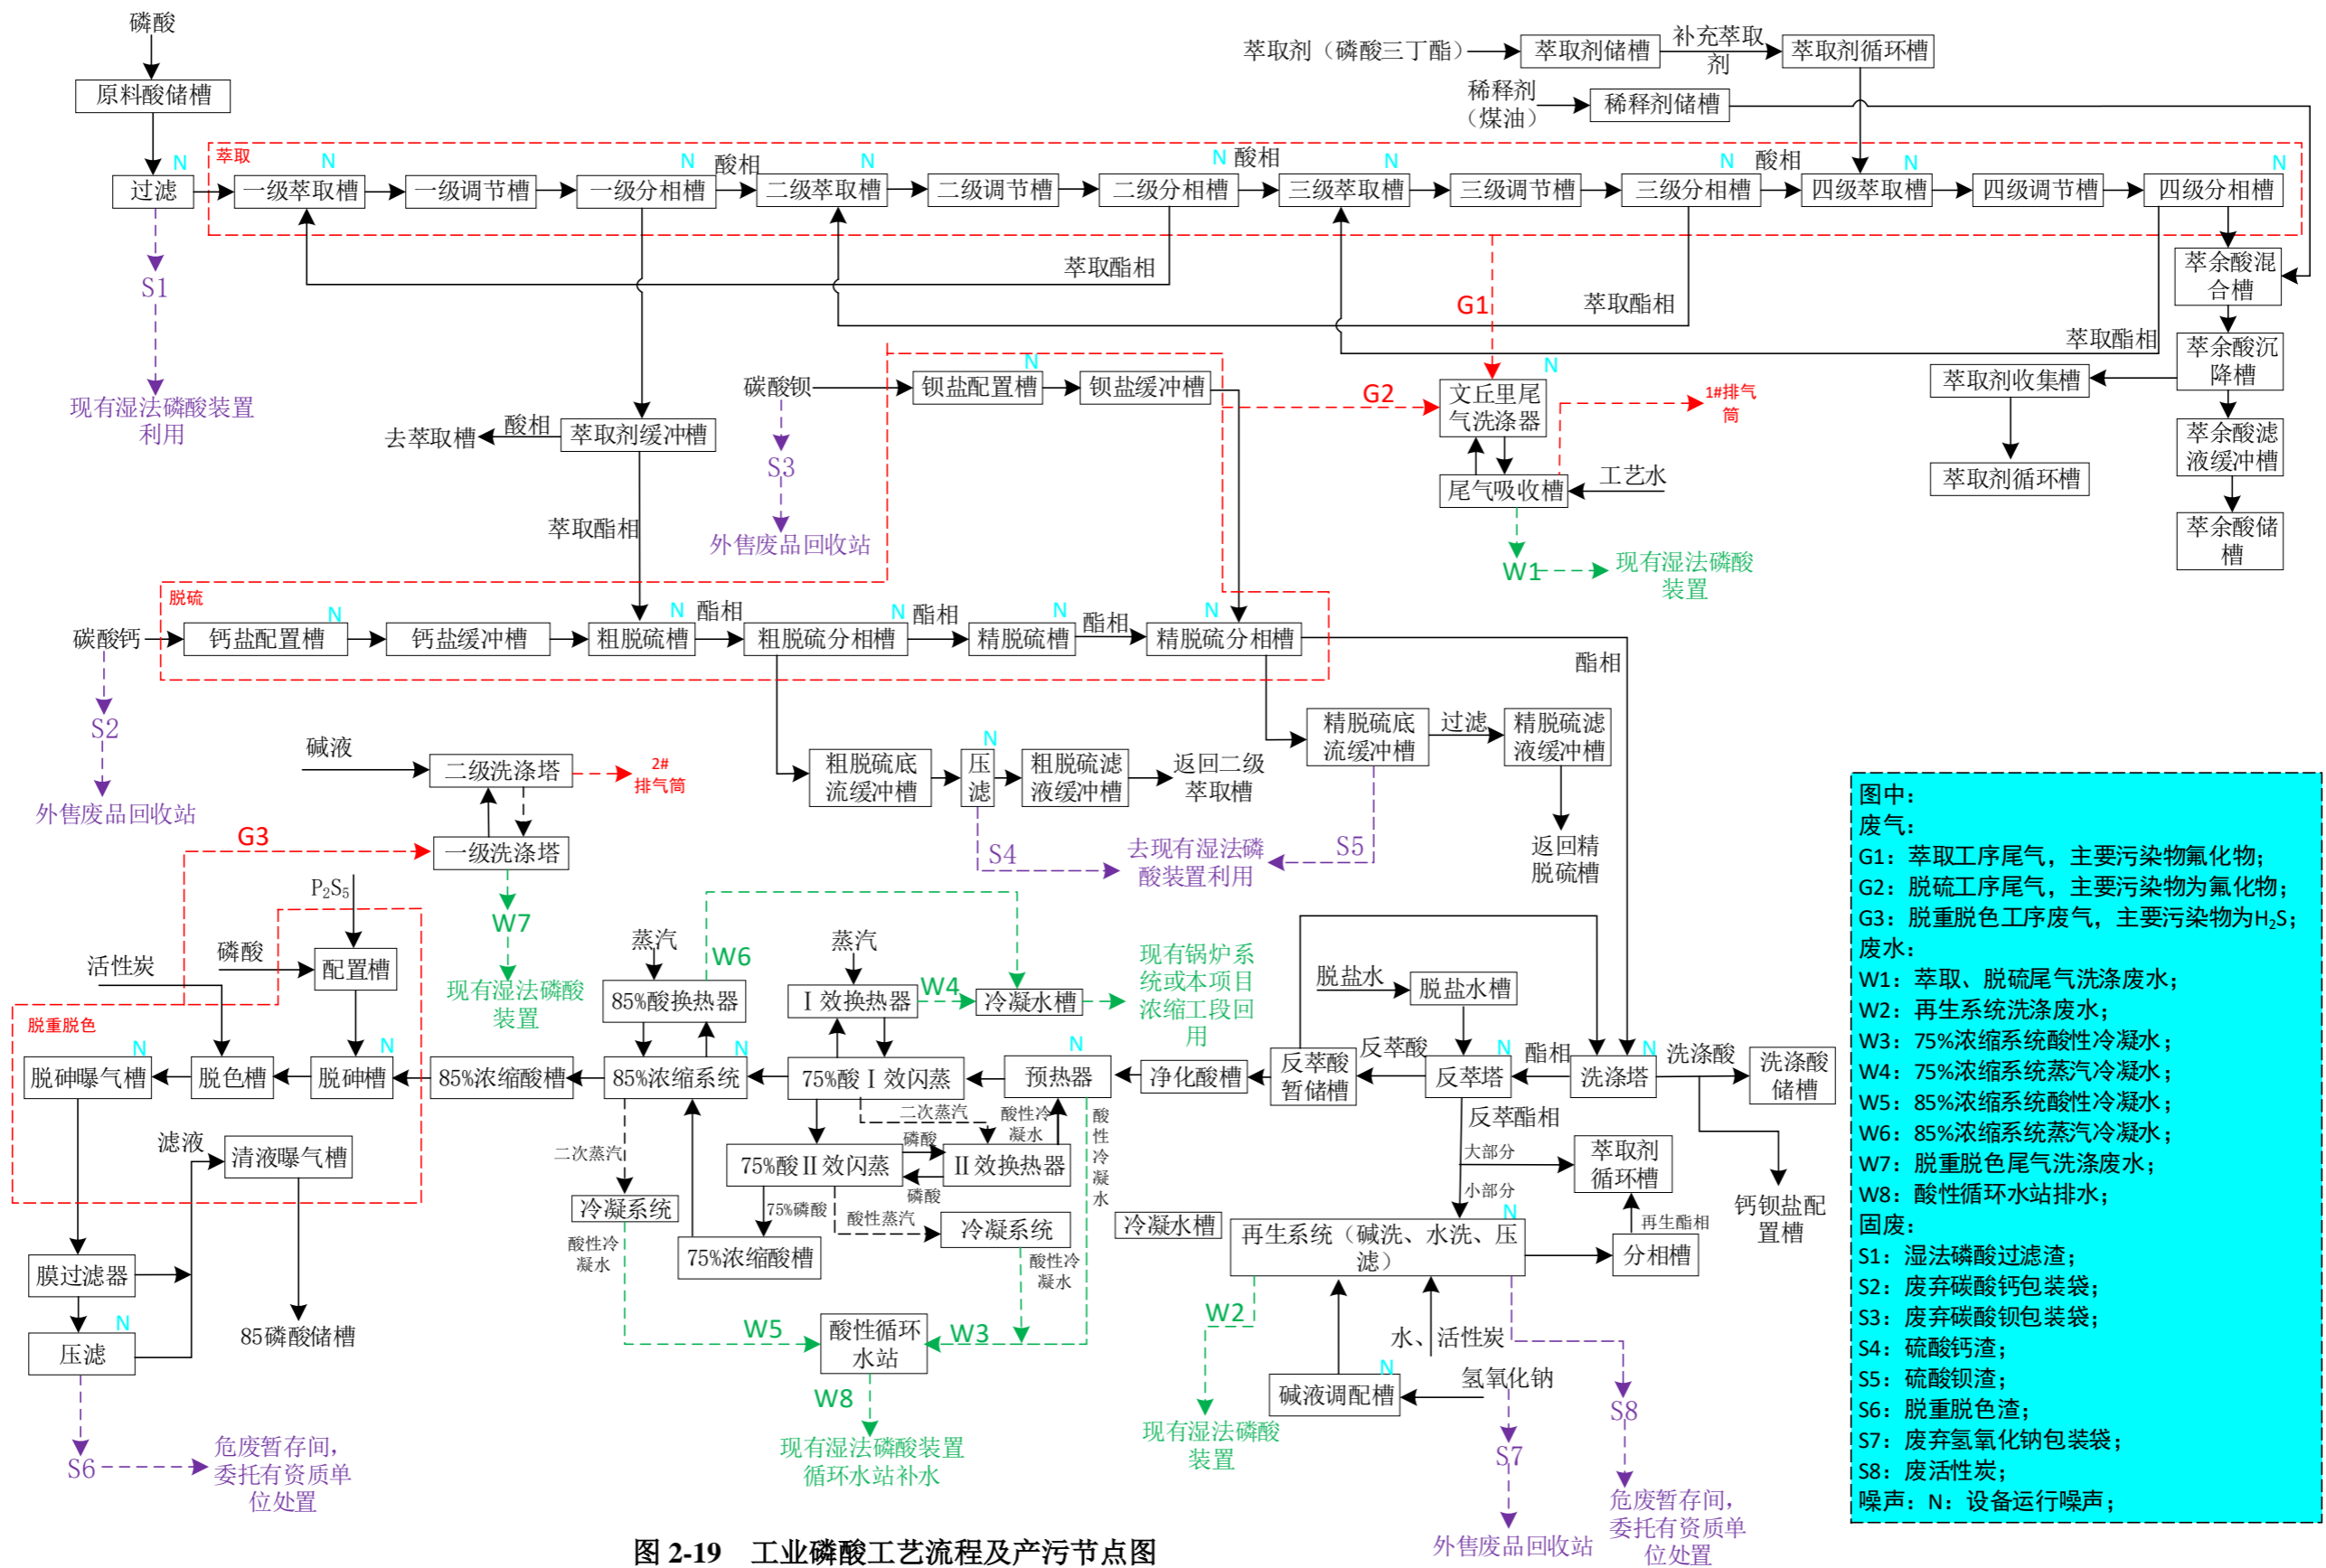 磷酸
原料酸储槽
萃取剂（磷酸三丁酯）
萃取剂储槽
补充萃取
剂
萃取剂循环槽
稀释剂
（煤油）
稀释剂储槽
萃取
N
N
N
N
N
N
N
N
N
过滤
一级萃取槽
一级调节槽
一级分相槽
酸相
二级萃取槽
二级调节槽
二级分相槽
酸相
三级萃取槽
三级调节槽
三级分相槽
酸相
四级萃取槽
四级调节槽
四级分相槽
S1
现有湿法磷酸装置
利用
萃取酯相
萃取酯相
萃取酯相
G1
萃余酸混
合槽
萃余酸沉
降槽
萃取剂收集槽
萃取剂循环槽
萃余酸滤
液缓冲槽
萃余酸储
槽
碳酸钡
N
钡盐配置槽
钡盐缓冲槽
G2
N
文丘里尾
气洗涤器
1#排气
筒
尾气吸收槽
工艺水
W1
现有湿法磷酸
装置
去萃取槽
酸相
萃取剂缓冲槽
S3
外售废品回收站
萃取酯相
脱硫
碳酸钙
N
钙盐配置槽
钙盐缓冲槽
N
粗脱硫槽
酯相
N
粗脱硫分相槽
酯相
N
精脱硫槽
酯相
N
精脱硫分相槽
酯相
S2
外售废品回收站
碱液
二级洗涤塔
2#
排气筒
一级洗涤塔
G3
W7
现有湿法磷酸
装置
粗脱硫底
流缓冲槽
N
压
滤
粗脱硫滤
液缓冲槽
返回二级
萃取槽
精脱硫底
流缓冲槽
过滤
精脱硫滤
液缓冲槽
返回精
脱硫槽
S4
去现有湿法磷
酸装置利用
S5
P₂S₅
磷酸
配置槽
活性炭
脱重脱色
N
脱砷曝气槽
脱色槽
N
脱砷槽
85%浓缩酸槽
N
85%浓缩系统
蒸汽
85%酸换热器
W6
蒸汽
Ⅰ效换热器
W4
冷凝水槽
现有锅炉系
统或本项目
浓缩工段回
用
75%酸Ⅰ效闪蒸
N
预热器
净化酸槽
反萃酸
暂储槽
反萃酸
脱盐水
脱盐水槽
N
反萃塔
酯相
N
洗涤塔
洗涤酸
洗涤酸
储槽
钙钡盐配
置槽
二次蒸汽
酸性冷
凝水
酸
性
冷
凝
水
75%酸Ⅱ效闪蒸
磷酸
磷酸
Ⅱ效换热器
二次蒸汽
冷凝系统
酸性冷
凝水
75%磷酸
75%浓缩酸槽
酸性蒸汽
冷凝系统
酸性冷
凝水
冷凝水槽
反萃酯相
大部分
萃取剂
循环槽
小部分
N
再生系统（碱洗、水洗、压
滤）
再生酯相
分相槽
滤液
清液曝气槽
膜过滤器
85磷酸储槽
N
压滤
S6
危废暂存间，
委托有资质单
位处置
W5
酸性循环
水站
W3
W8
现有湿法磷酸装置
循环水站补水
W2
现有湿法磷酸
装置
水、活性炭
N
碱液调配槽
氢氧化钠
S7
外售废品回收站
S8
危废暂存间，
委托有资质单
位处置
图中：
废气：
G1：萃取工序尾气，主要污染物氟化物；
G2：脱硫工序尾气，主要污染物为氟化物；
G3：脱重脱色工序废气，主要污染物为H₂S；
废水：
W1：萃取、脱硫尾气洗涤废水；
W2：再生系统洗涤废水；
W3：75%浓缩系统酸性冷凝水；
W4：75%浓缩系统蒸汽冷凝水；
W5：85%浓缩系统酸性冷凝水；
W6：85%浓缩系统蒸汽冷凝水；
W7：脱重脱色尾气洗涤废水；
W8：酸性循环水站排水；
固废：
S1：湿法磷酸过滤渣；
S2：废弃碳酸钙包装袋；
S3：废弃碳酸钡包装袋；
S4：硫酸钙渣；
S5：硫酸钡渣；
S6：脱重脱色渣；
S7：废弃氢氧化钠包装袋；
S8：废活性炭；
噪声：N：设备运行噪声；
图 2-19 工业磷酸工艺流程及产污节点图